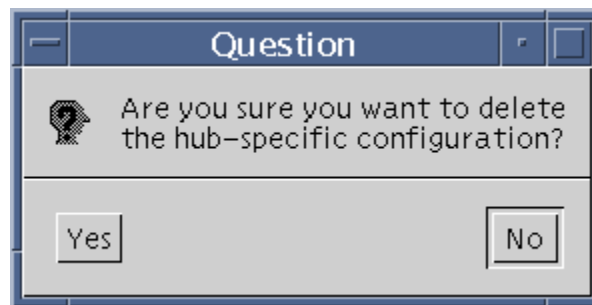 Question
Are you sure you want to delete
the hub-specific configuration?
Yes
No